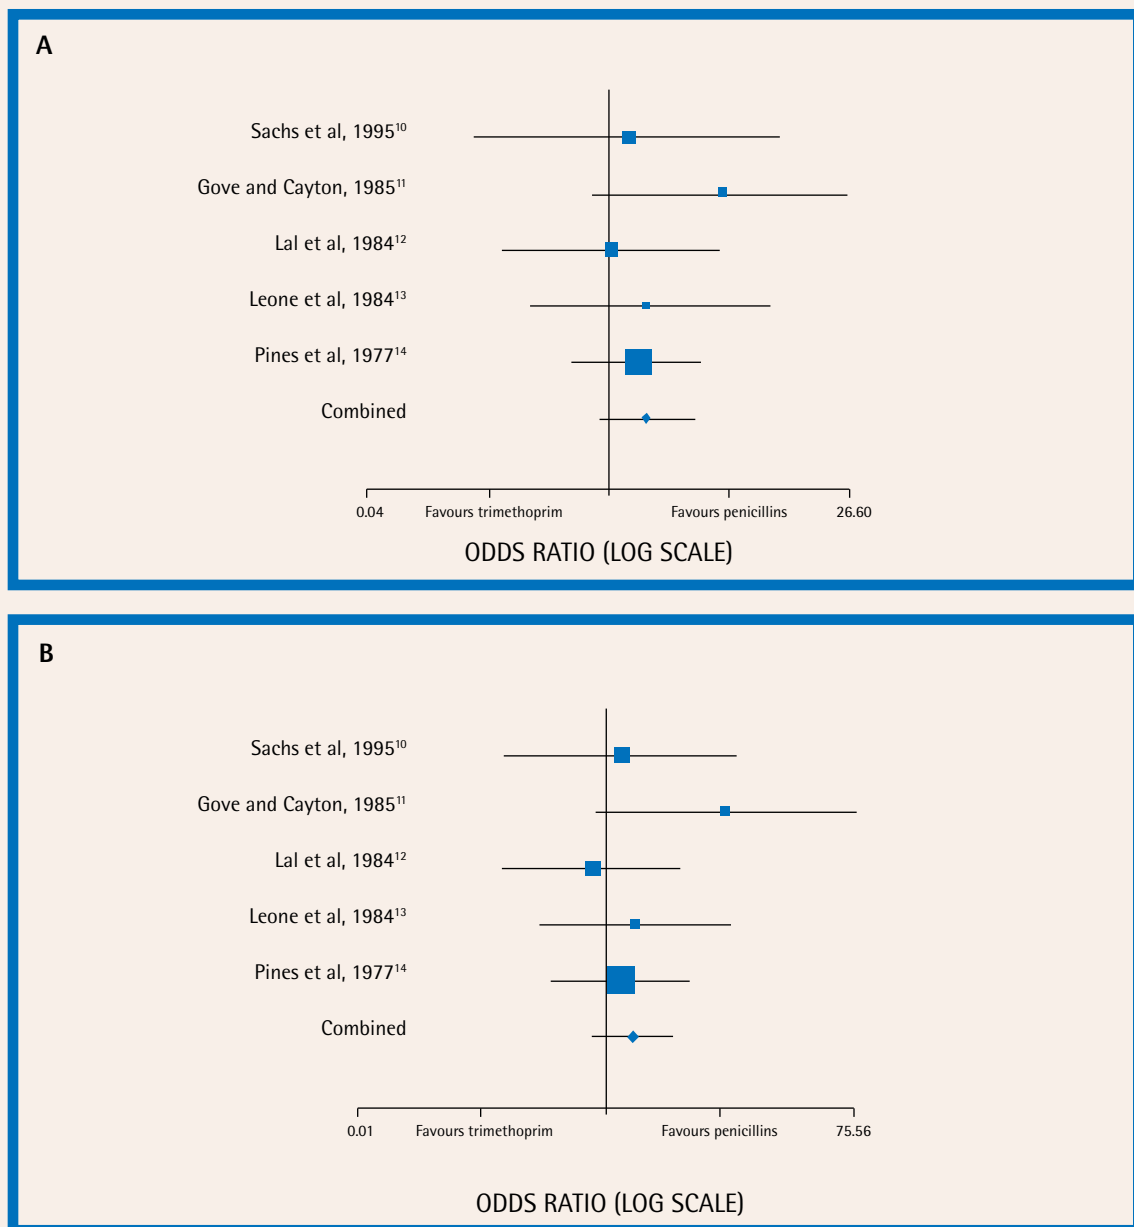 A
Sachs et al, 1995¹⁰
Gove and Cayton, 1985¹¹
Lal et al, 1984¹²
Leone et al, 1984¹³
Pines et al, 1977¹⁴
Combined
0.04 Favours trimethoprim Favours penicillins 26.60
ODDS RATIO (LOG SCALE)
B
Sachs et al, 1995¹⁰
Gove and Cayton, 1985¹¹
Lal et al, 1984¹²
Leone et al, 1984¹³
Pines et al, 1977¹⁴
Combined
0.01 Favours trimethoprim Favours penicillins 75.56
ODDS RATIO (LOG SCALE)